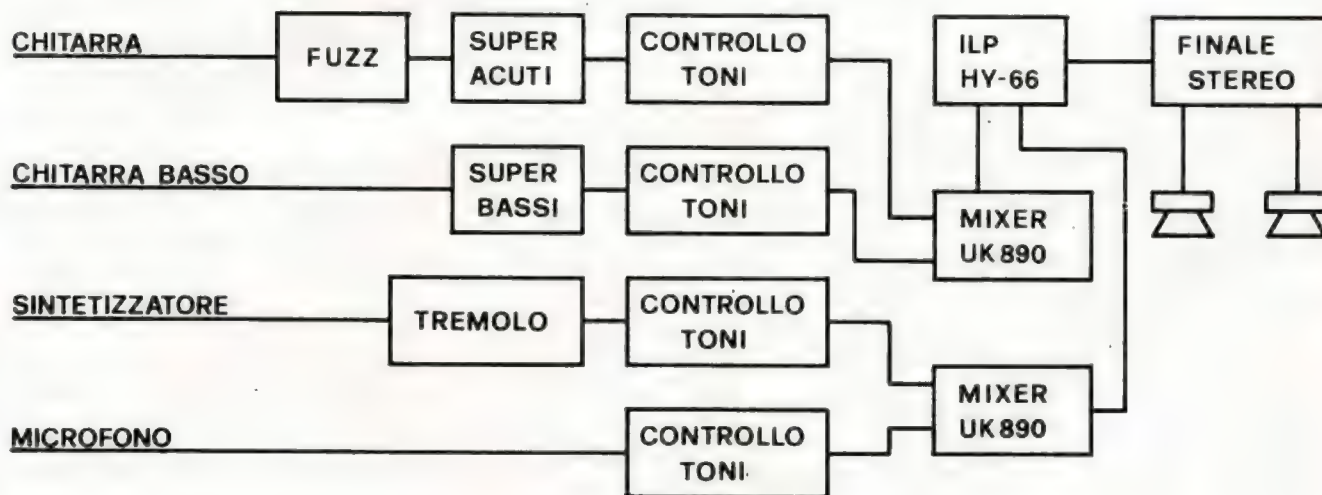 CHITARRA
FUZZ
SUPER
ACUTI
CONTROLLO
TONI
ILP
HY-66
FINALE
STEREO
CHITARRA BASSO
SUPER
BASSI
CONTROLLO
TONI
MIXER
UK890
SINTETIZZATORE
TREMOLO
CONTROLLO
TONI
MIXER
UK890
MICROFONO
CONTROLLO
TONI